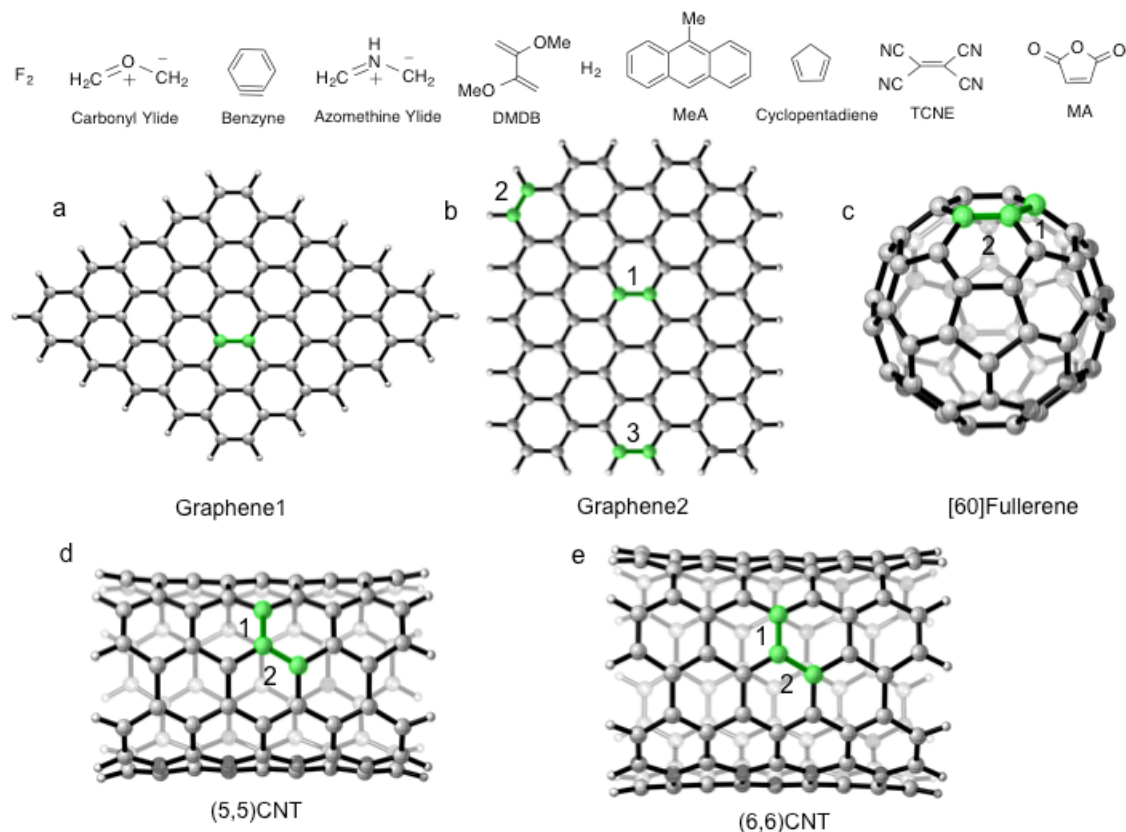 F2
H2C O CH2
+ −
Carbonyl Ylide
Benzyne
H
H2C N CH2
+ −
Azomethine Ylide
OMe
MeO
DMDB
H2
Me
MeA
Cyclopentadiene
CN CN
NC CN
TCNE
O O O
MA
a
b
c
2
1
3
1
2
Graphene1
Graphene2
[60]Fullerene
d
e
1
2
1
2
(5,5)CNT
(6,6)CNT